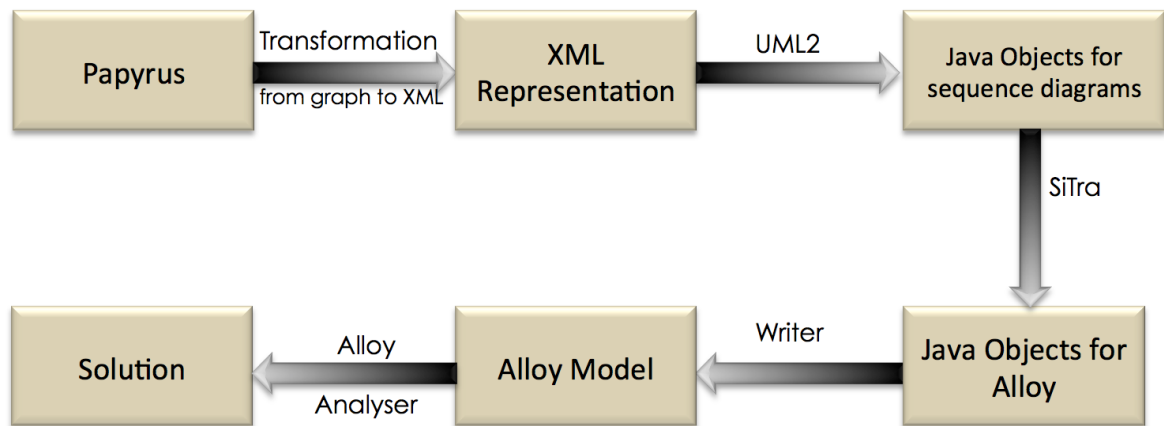 Papyrus
Transformation
from graph to XML
XML
Representation
UML2
Java Objects for
sequence diagrams
SiTra
Java Objects for
Alloy
Writer
Alloy Model
Alloy
Analyser
Solution